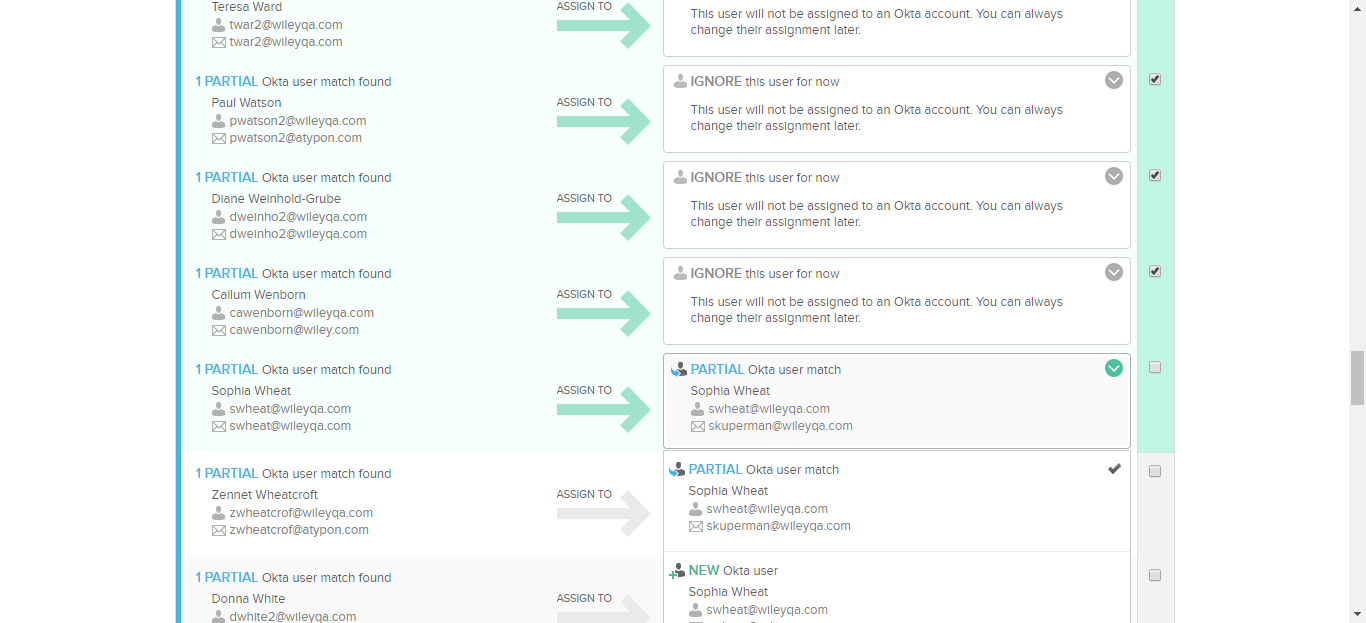 Teresa Ward
twar2@wileyqa.com
twar2@wileyqa.com
ASSIGN TO
This user will not be assigned to an Okta account. You can always
change their assignment later.
1 PARTIAL Okta user match found
Paul Watson
pwatson2@wileyqa.com
pwatson2@atypon.com
ASSIGN TO
IGNORE this user for now
This user will not be assigned to an Okta account. You can always
change their assignment later.
1 PARTIAL Okta user match found
Diane Weinhold-Grube
dweinho2@wileyqa.com
dweinho2@wileyqa.com
ASSIGN TO
IGNORE this user for now
This user will not be assigned to an Okta account. You can always
change their assignment later.
1 PARTIAL Okta user match found
Callum Wenborn
cawenborn@wileyqa.com
cawenborn@wiley.com
ASSIGN TO
IGNORE this user for now
This user will not be assigned to an Okta account. You can always
change their assignment later.
1 PARTIAL Okta user match found
Sophia Wheat
swheat@wileyqa.com
swheat@wileyqa.com
ASSIGN TO
PARTIAL Okta user match
Sophia Wheat
swheat@wileyqa.com
skuperman@wileyqa.com
1 PARTIAL Okta user match found
Zennet Wheatcroft
zwheatcrof@wileyqa.com
zwheatcrof@atypon.com
ASSIGN TO
PARTIAL Okta user match
Sophia Wheat
swheat@wileyqa.com
skuperman@wileyqa.com
1 PARTIAL Okta user match found
Donna White
dwhite2@wileyqa.com
ASSIGN TO
NEW Okta user
Sophia Wheat
swheat@wileyqa.com